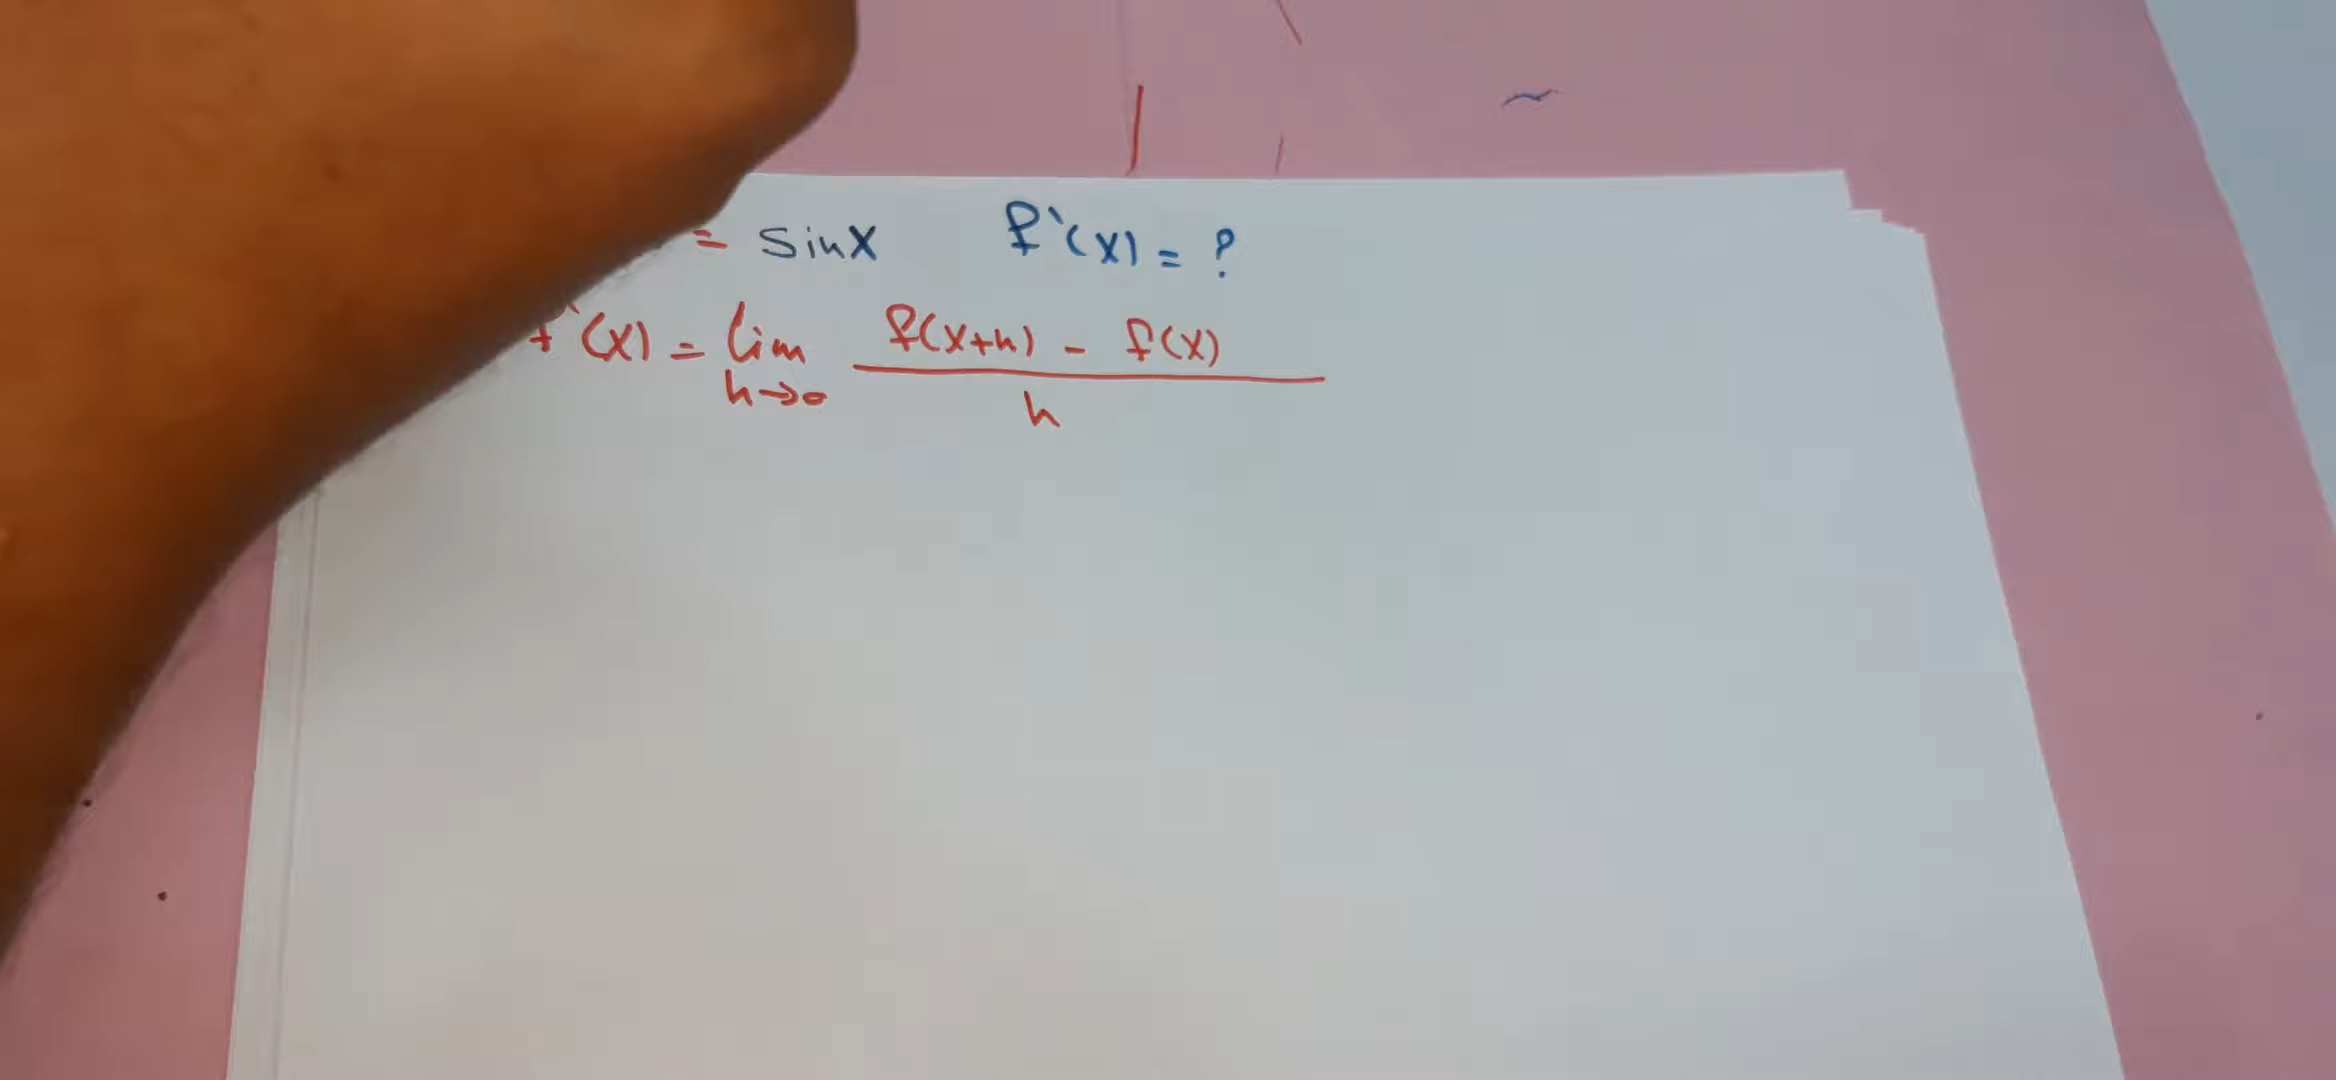 = sinx f'(x) = ?
f'(x) = lim f(x+h) - f(x)
h→0 h